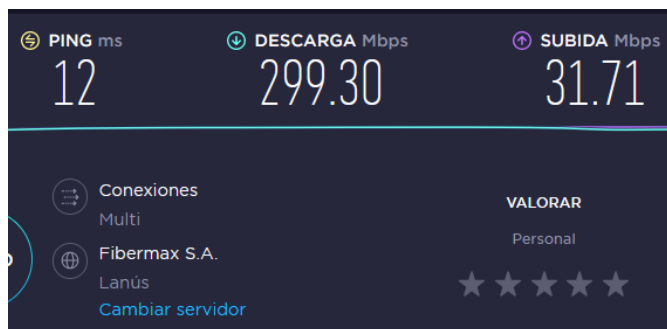 PING ms
12
DESCARGA Mbps
299.30
SUBIDA Mbps
31.71
Conexiones
Multi
Fibermax S.A.
Lanús
Cambiar servidor
VALORAR
Personal